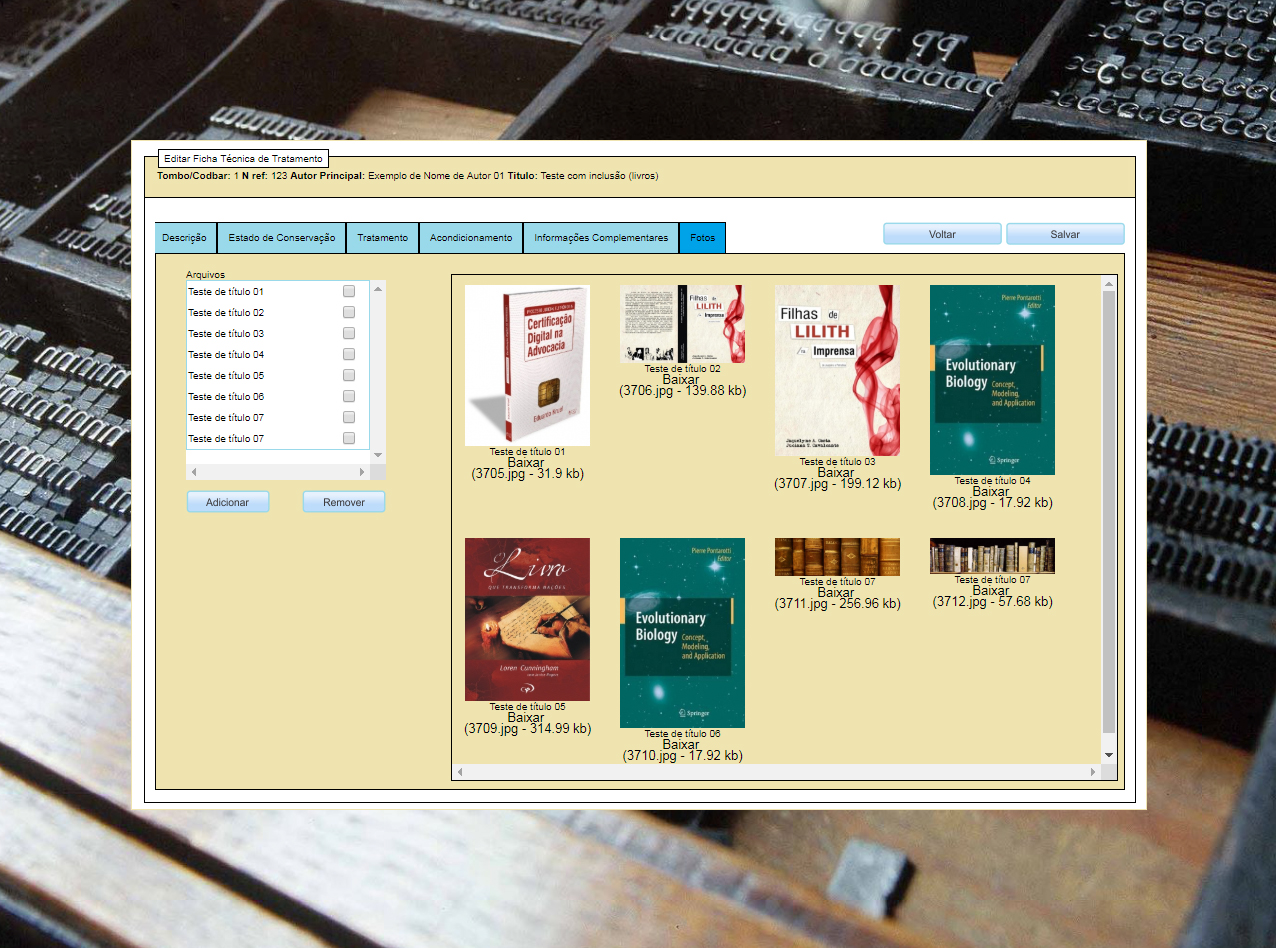 Editar Ficha Técnica de Tratamento
Tombo/Codbar: 1 N ref: 123 Autor Principal: Exemplo de Nome de Autor 01 Titulo: Teste com inclusão (livros)
Descrição Estado de Conservação Tratamento Acondicionamento Informações Complementares Fotos Voltar Salvar
Arquivos
Teste de título 01
Teste de título 02
Teste de título 03
Teste de título 04
Teste de título 05
Teste de título 06
Teste de título 07
Teste de título 07
Adicionar Remover
Certificação
Digital na
Advocacia
Eduardo Kruel
Teste de título 01
Baixar
(3705.jpg - 31.9 kb)
Filhas de
LILITH
Imprensa
Teste de título 02
Baixar
(3706.jpg - 139.88 kb)
Filhas de
LILITH
na Imprensa
Teste de título 03
Baixar
(3707.jpg - 199.12 kb)
Pierre Pontarotti
Editor
Evolutionary
Biology Concept,
Modeling,
and Application
Springer
Teste de título 04
Baixar
(3708.jpg - 17.92 kb)
O Livro
QUE TRANSFORMA NAÇÕES
Loren Cunningham
Teste de título 05
Baixar
(3709.jpg - 314.99 kb)
Pierre Pontarotti
Editor
Evolutionary
Biology Concept,
Modeling,
and Application
Springer
Teste de título 06
Baixar
(3710.jpg - 17.92 kb)
Teste de título 07
Baixar
(3711.jpg - 256.96 kb)
Teste de título 07
Baixar
(3712.jpg - 57.68 kb)